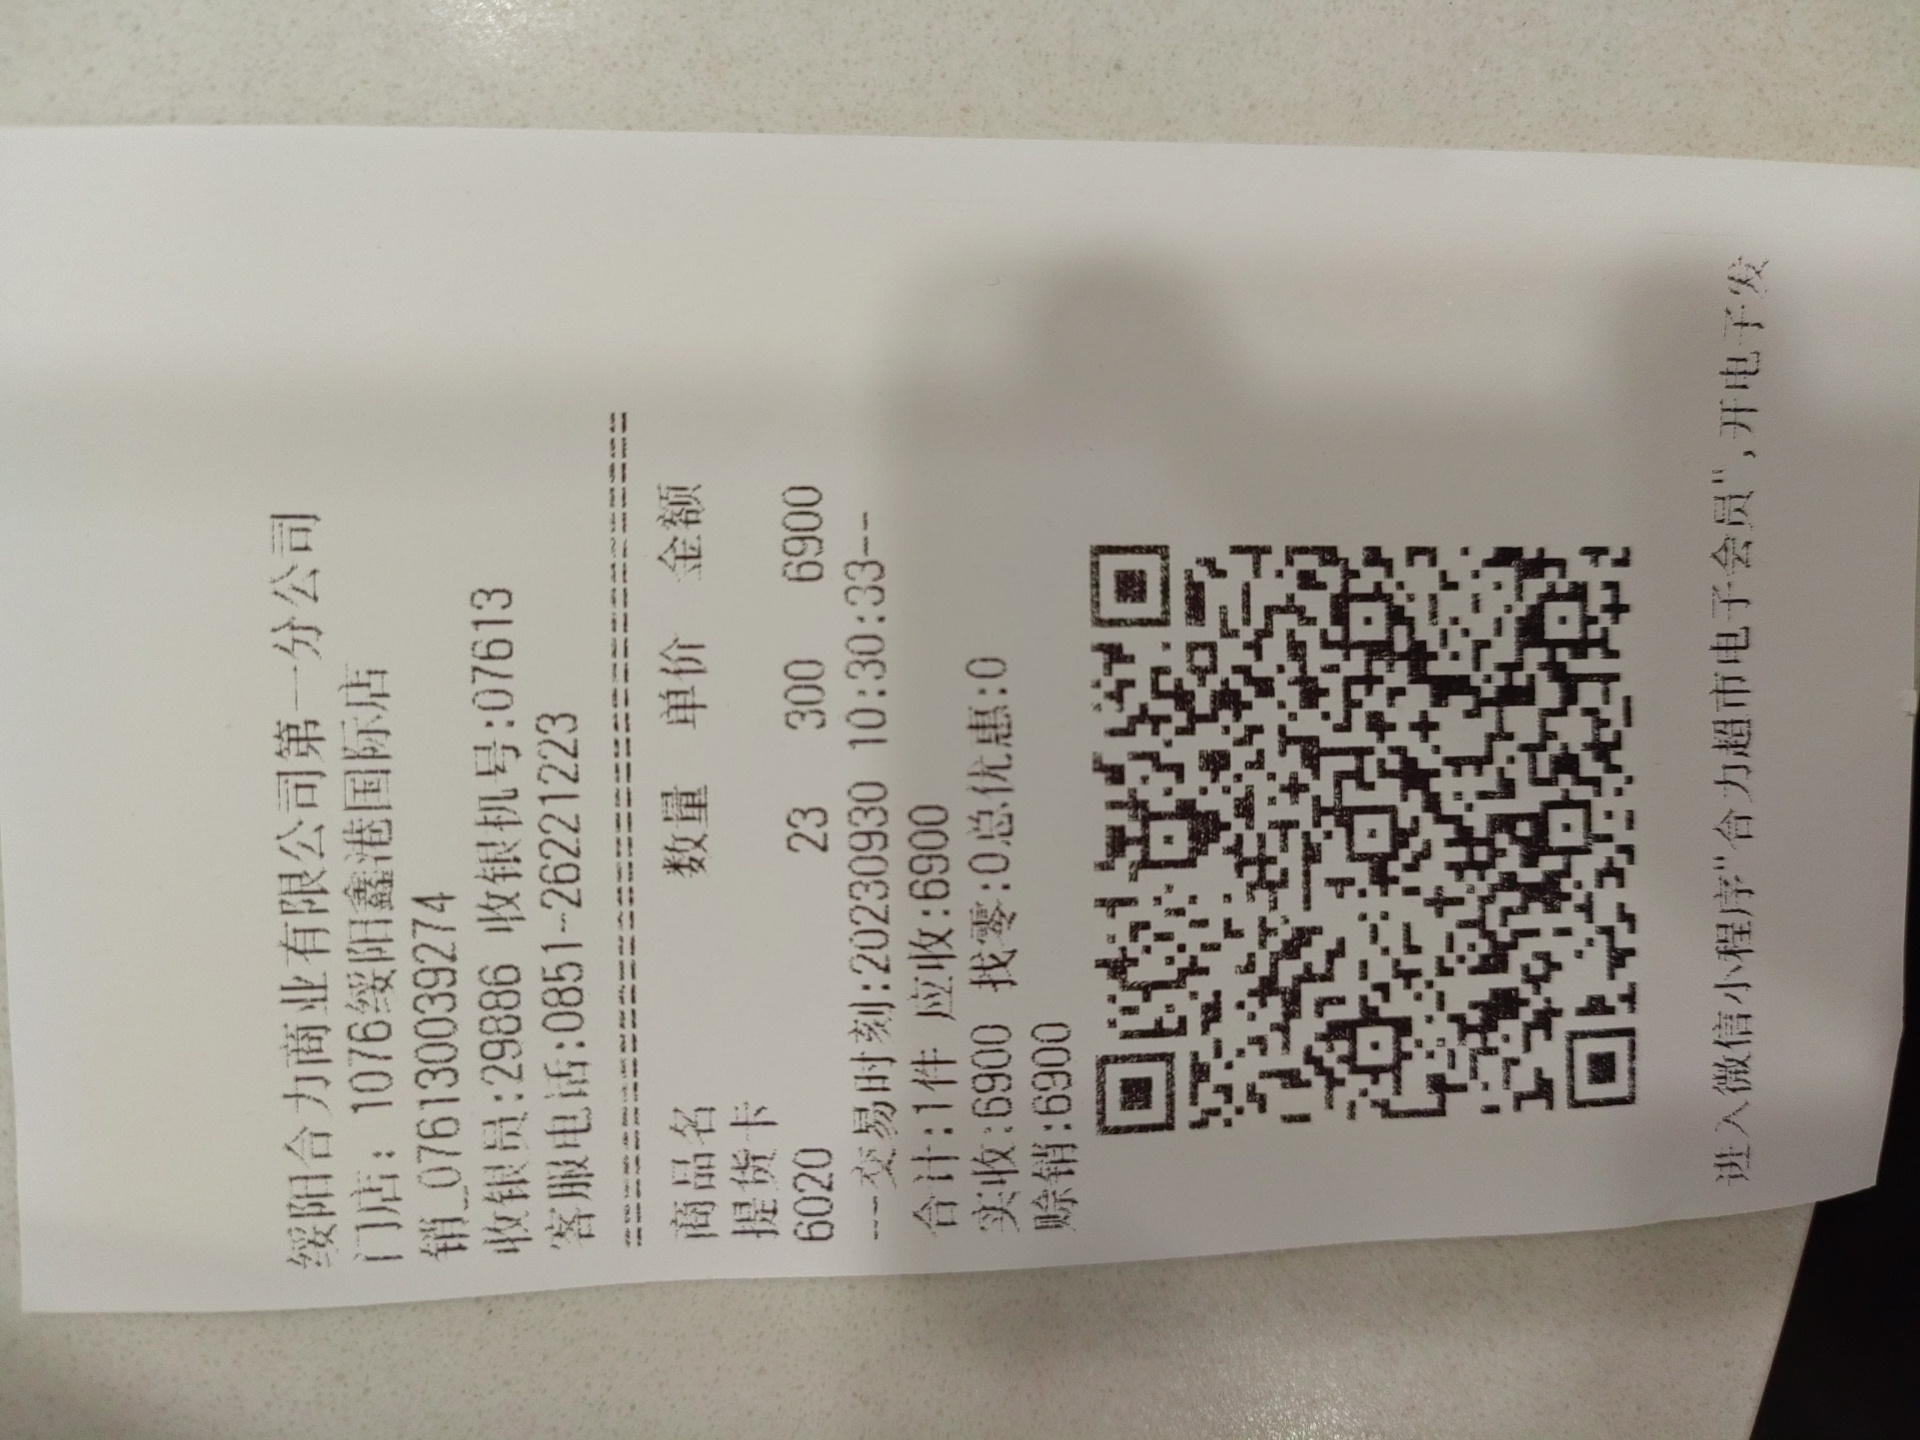 绥阳合力商业有限公司第一分公司
门店: 1076绥阳鑫港国际店
销_076130039274
收银员:29886 收银机号:07613
客服电话:0851-26221223
商品名 数量 单价 金额
提货卡
6020 23 300 6900
---交易时刻:20230930 10:30:33--
合计:1件 应收:6900
实收:6900 找零:0总优惠:0
赊销:6900
进入微信小程序"合力超市电子会员",开电子发